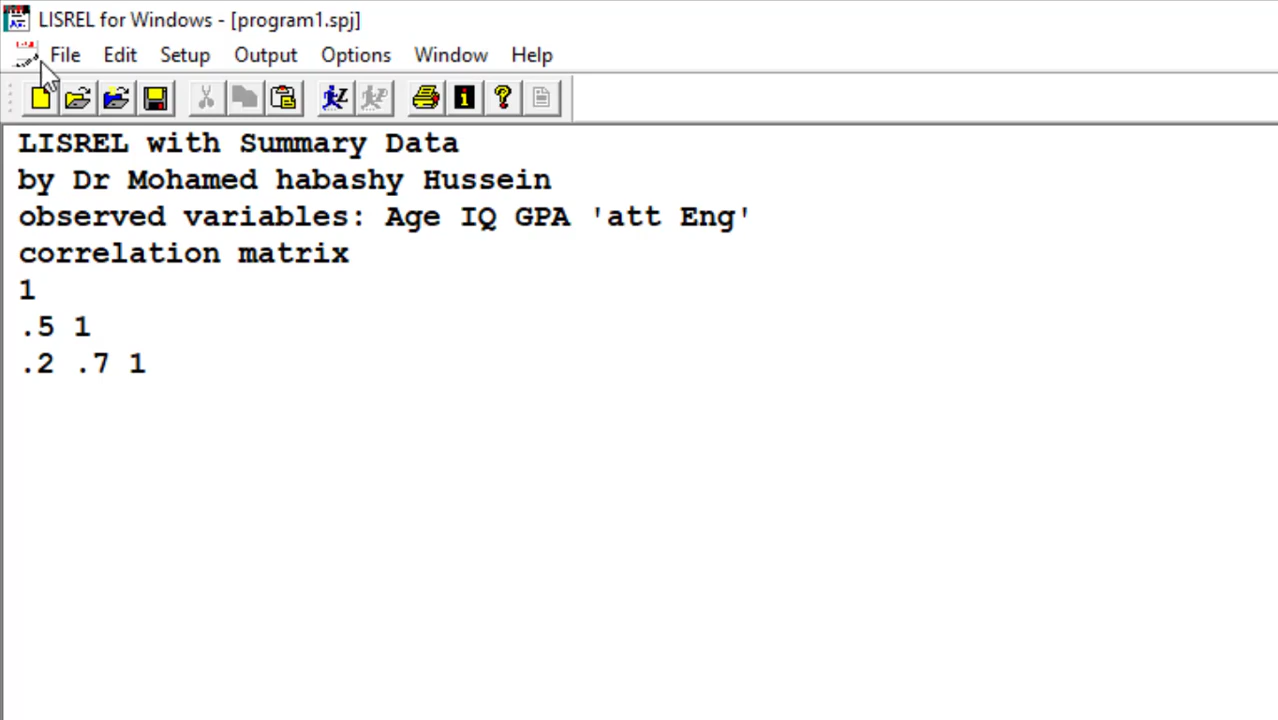 LISREL for Windows - [program1.spj]
File Edit Setup Output Options Window Help
LISREL with Summary Data
by Dr Mohamed habashy Hussein
observed variables: Age IQ GPA 'att Eng'
correlation matrix
1
.5 1
.2 .7 1